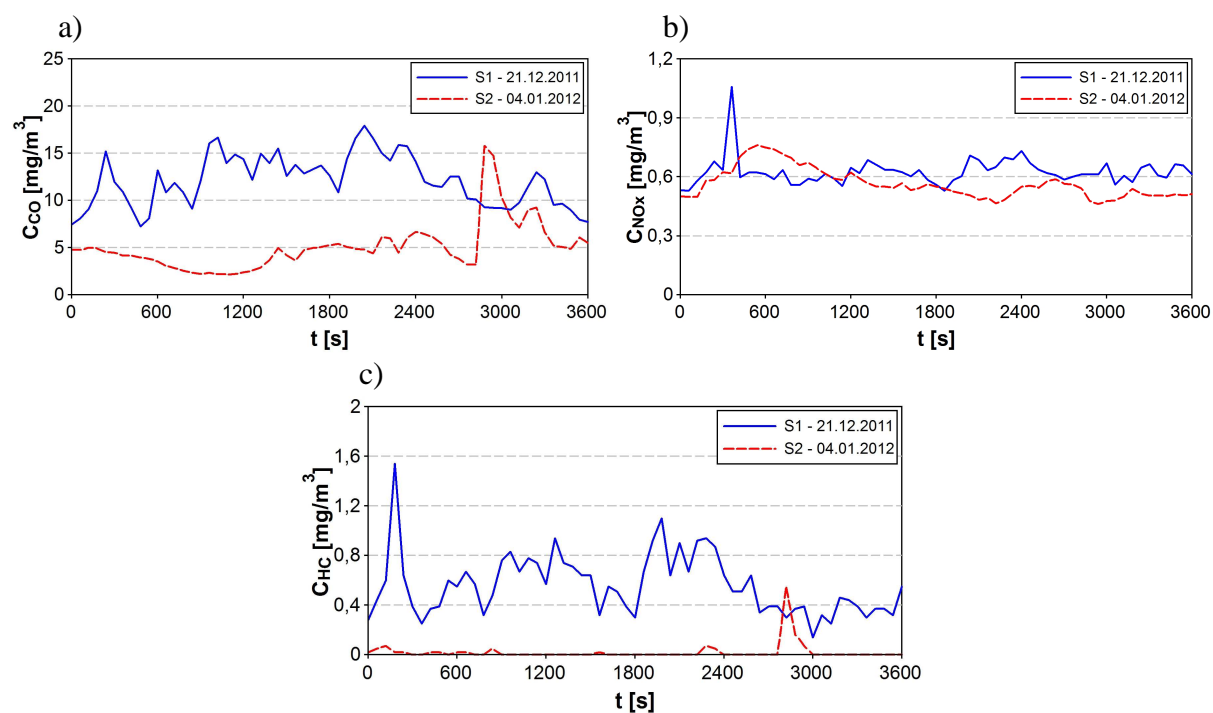 a)
25
20
15
10
5
0
C_CO [mg/m³]
S1 - 21.12.2011
S2 - 04.01.2012
0 600 1200 1800 2400 3000 3600
t [s]
b)
1,2
0,9
0,6
0,3
0
C_NOx [mg/m³]
S1 - 21.12.2011
S2 - 04.01.2012
0 600 1200 1800 2400 3000 3600
t [s]
c)
2
1,6
1,2
0,8
0,4
0
C_HC [mg/m³]
S1 - 21.12.2011
S2 - 04.01.2012
0 600 1200 1800 2400 3000 3600
t [s]